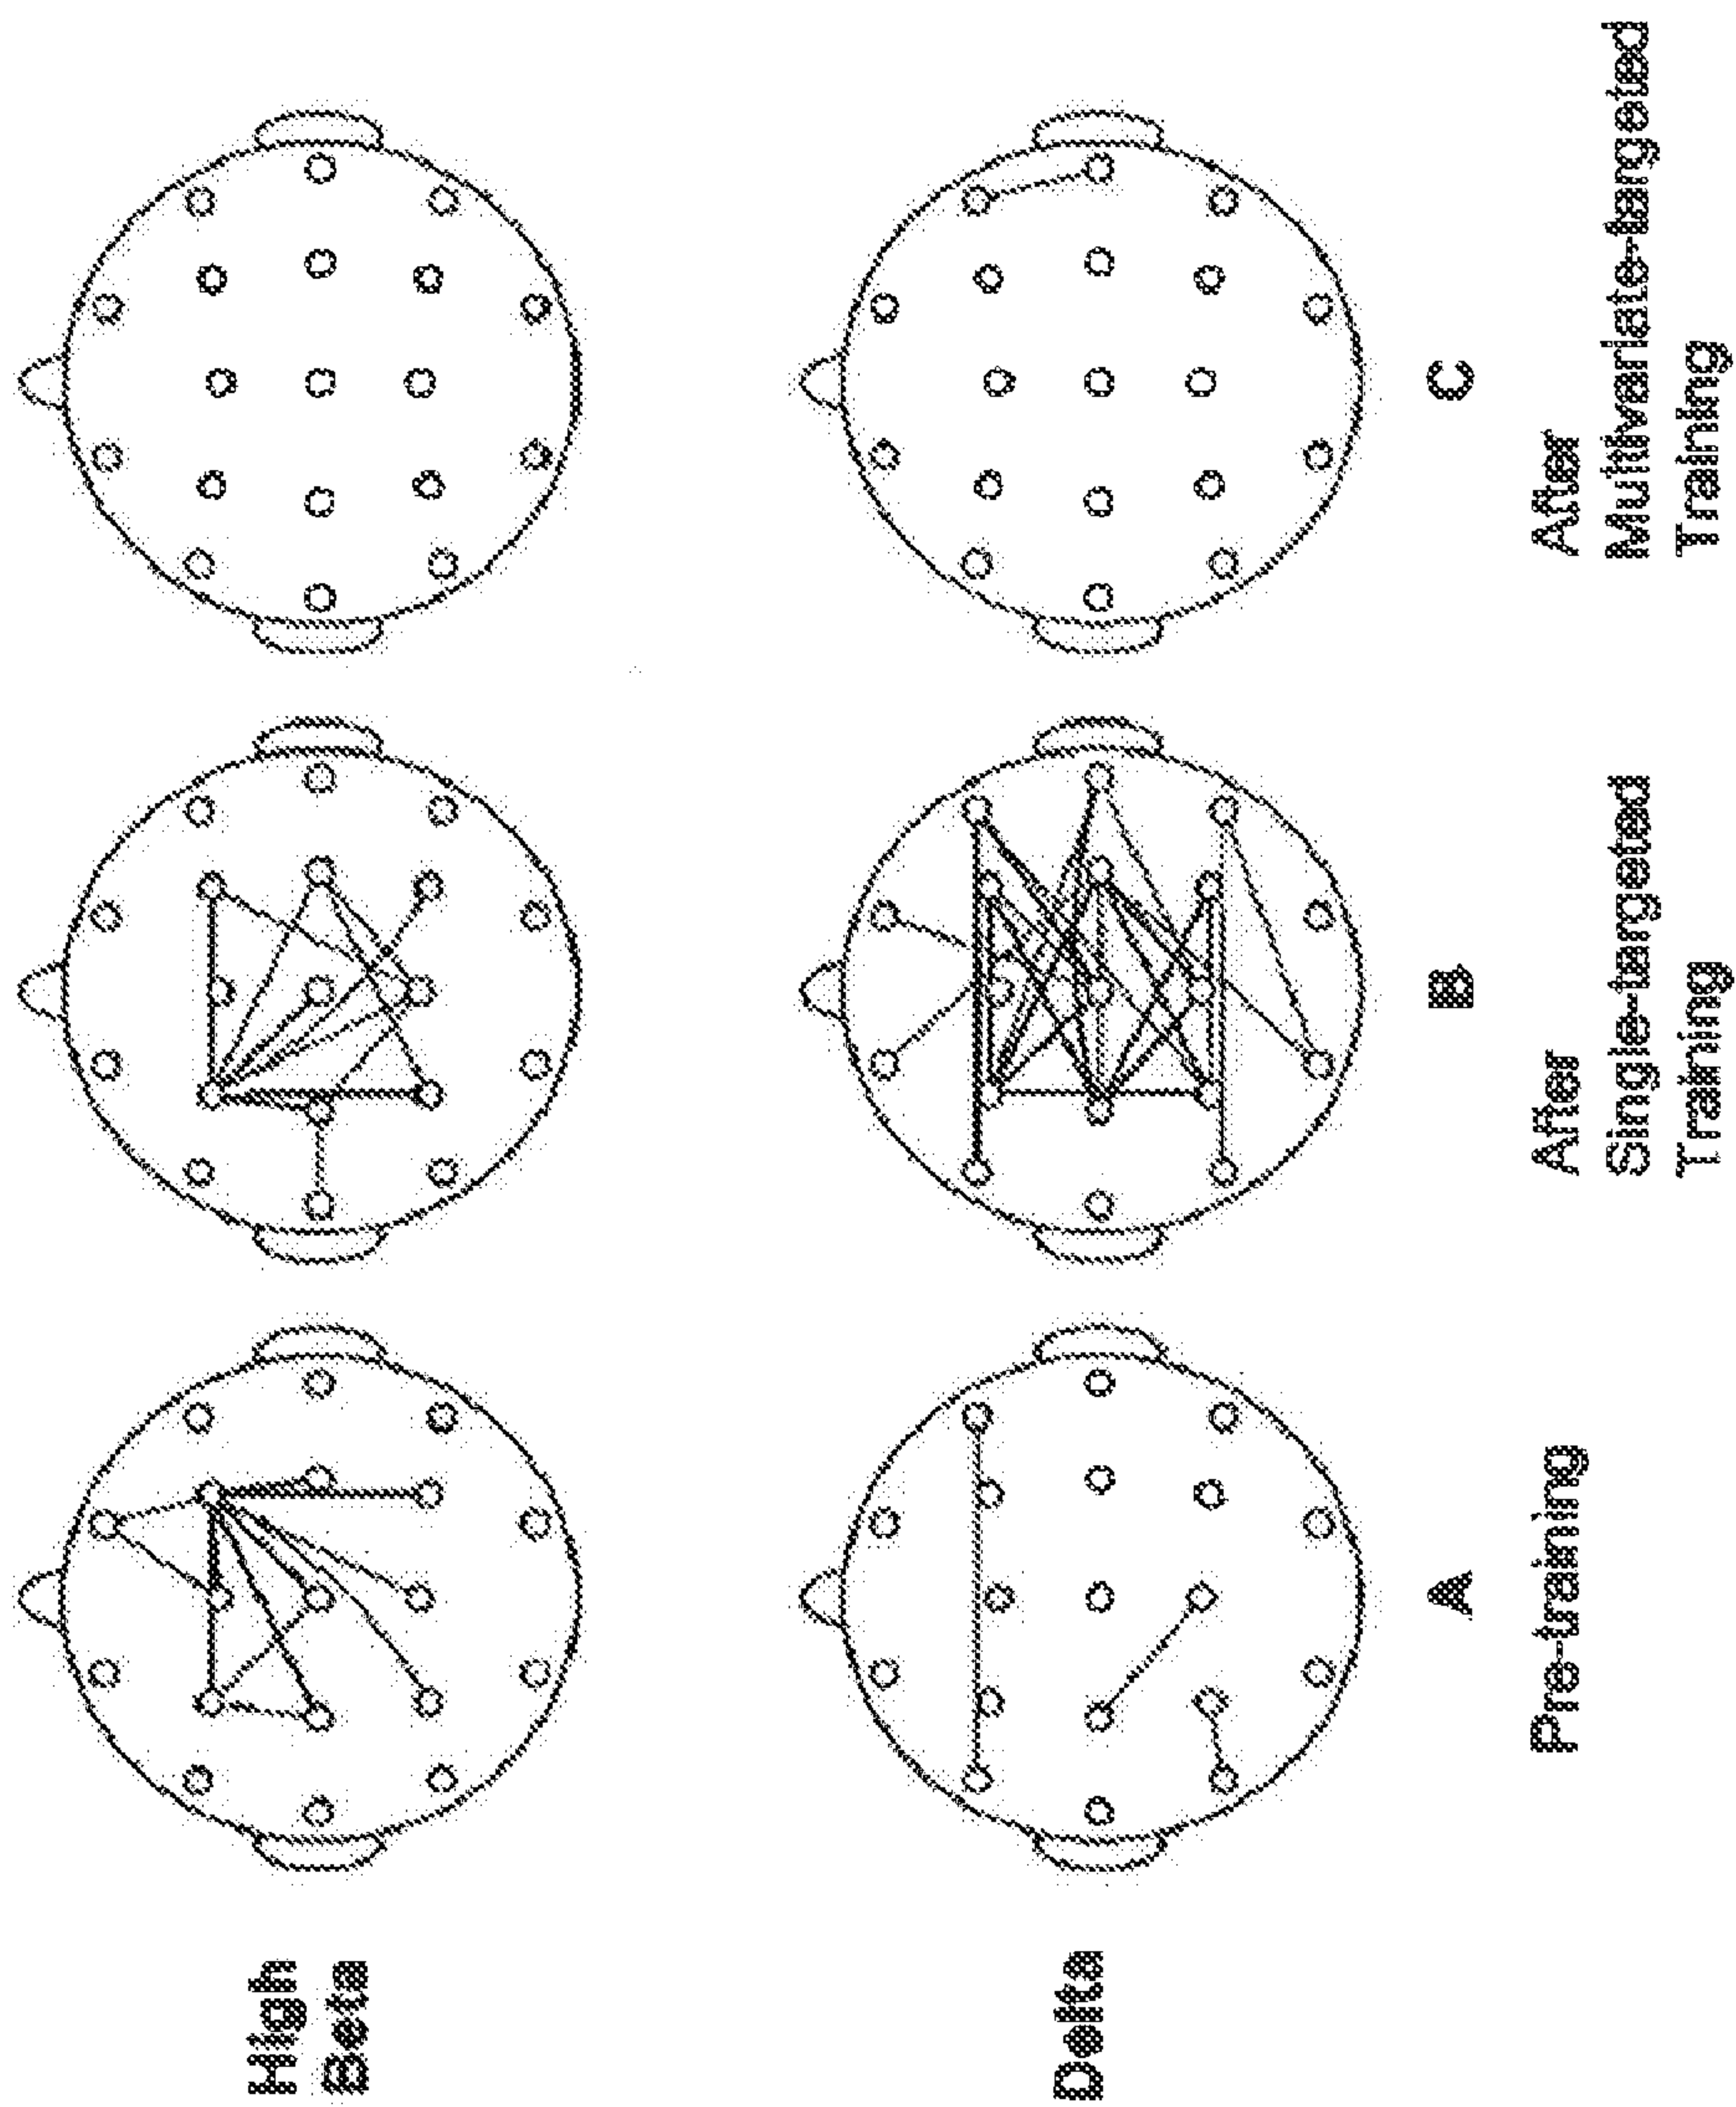 High
Beta
Delta
A
Pre-training
B
After
Single-targeted
Training
C
After
Multivariate-targeted
Training